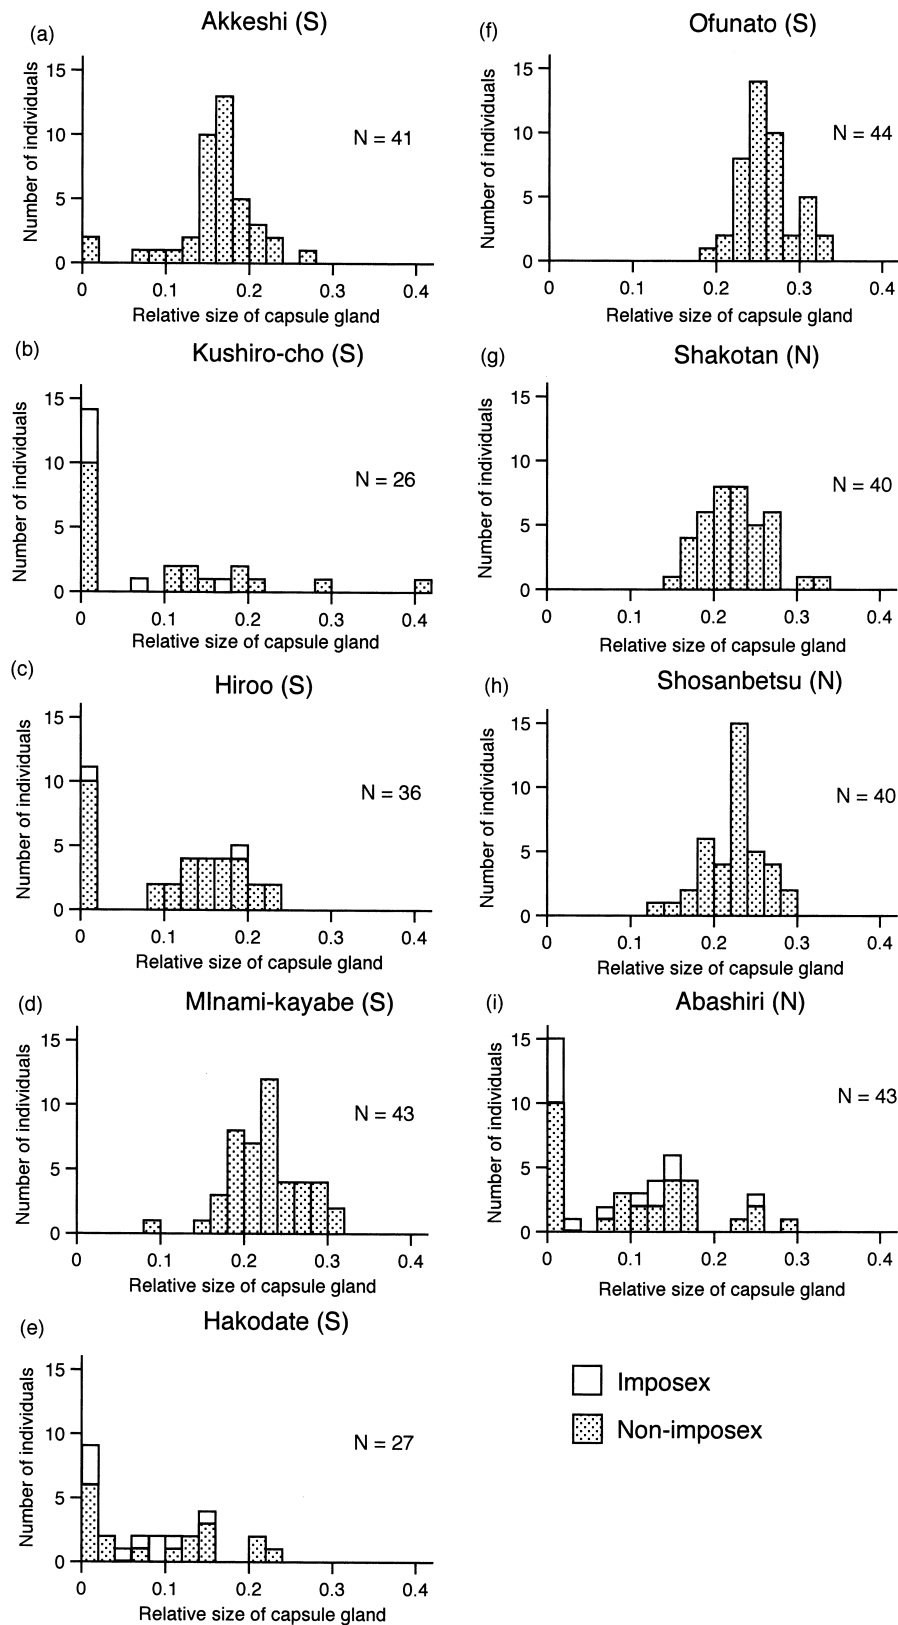 (a)
Akkeshi (S)
Number of individuals
15
10
5
0
N = 41
0 0.1 0.2 0.3 0.4
Relative size of capsule gland
(b)
Kushiro-cho (S)
Number of individuals
15
10
5
0
N = 26
0 0.1 0.2 0.3 0.4
Relative size of capsule gland
(c)
Hiroo (S)
Number of individuals
15
10
5
0
N = 36
0 0.1 0.2 0.3 0.4
Relative size of capsule gland
(d)
MInami-kayabe (S)
Number of individuals
15
10
5
0
N = 43
0 0.1 0.2 0.3 0.4
Relative size of capsule gland
(e)
Hakodate (S)
Number of individuals
15
10
5
0
N = 27
0 0.1 0.2 0.3 0.4
Relative size of capsule gland
(f)
Ofunato (S)
Number of individuals
15
10
5
0
N = 44
0 0.1 0.2 0.3 0.4
Relative size of capsule gland
(g)
Shakotan (N)
Number of individuals
15
10
5
0
N = 40
0 0.1 0.2 0.3 0.4
Relative size of capsule gland
(h)
Shosanbetsu (N)
Number of individuals
15
10
5
0
N = 40
0 0.1 0.2 0.3 0.4
Relative size of capsule gland
(i)
Abashiri (N)
Number of individuals
15
10
5
0
N = 43
0 0.1 0.2 0.3 0.4
Relative size of capsule gland
Imposex
Non-imposex